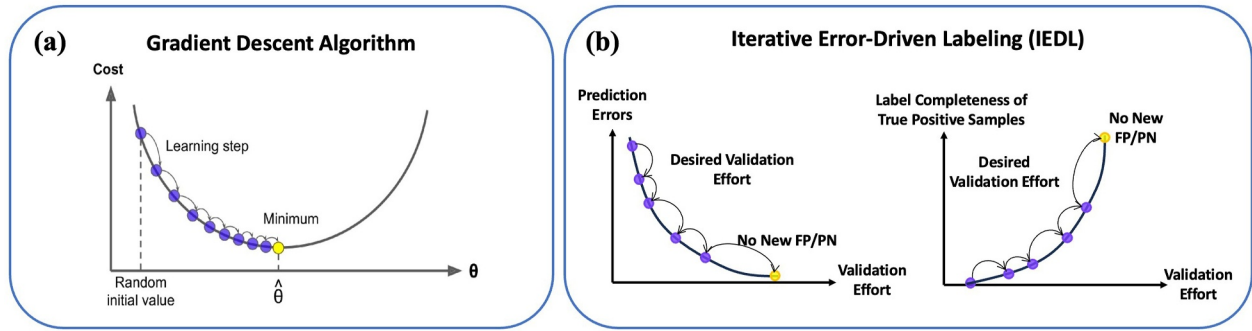 (a)
Gradient Descent Algorithm
Cost
Learning step
Minimum
θ
Random
initial value
θ̂
(b)
Iterative Error-Driven Labeling (IEDL)
Prediction
Errors
Desired Validation
Effort
No New FP/PN
Validation
Effort
Label Completeness of
True Positive Samples
No New
FP/PN
Desired
Validation Effort
Validation
Effort